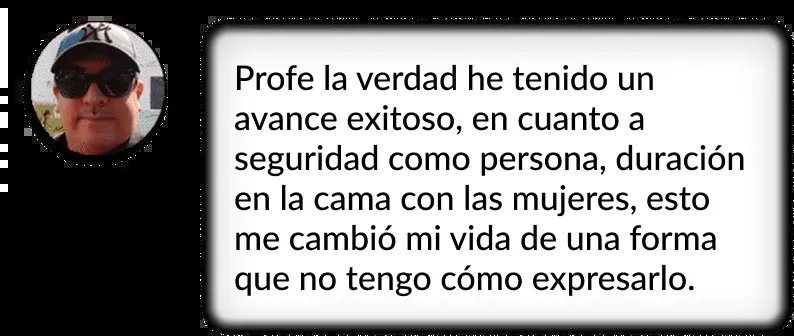 Profe la verdad he tenido un
avance exitoso, en cuanto a
seguridad como persona, duración
en la cama con las mujeres, esto
me cambió mi vida de una forma
que no tengo cómo expresarlo.